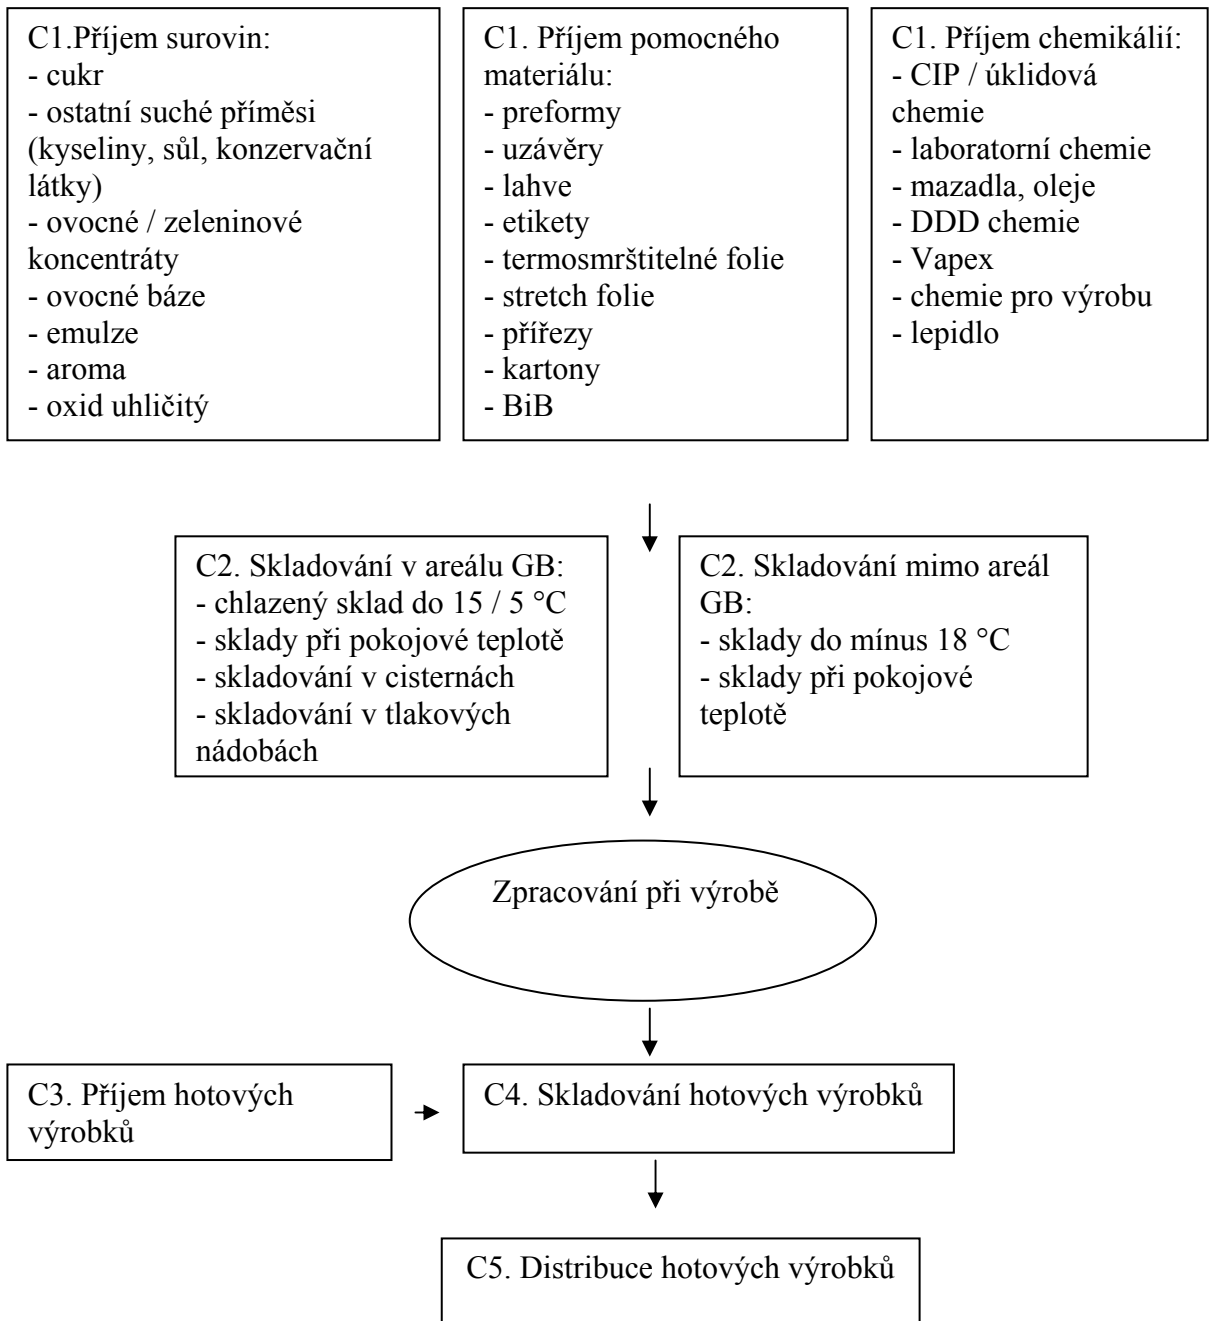 C1.Příjem surovin:
- cukr
- ostatní suché příměsi
(kyseliny, sůl, konzervační
látky)
- ovocné / zeleninové
koncentráty
- ovocné báze
- emulze
- aroma
- oxid uhličitý
C1. Příjem pomocného
materiálu:
- preformy
- uzávěry
- lahve
- etikety
- termosmrštitelné folie
- stretch folie
- přířezy
- kartony
- BiB
C1. Příjem chemikálií:
- CIP / úklidová
chemie
- laboratorní chemie
- mazadla, oleje
- DDD chemie
- Vapex
- chemie pro výrobu
- lepidlo
C2. Skladování v areálu GB:
- chlazený sklad do 15 / 5 °C
- sklady při pokojové teplotě
- skladování v cisternách
- skladování v tlakových
nádobách
C2. Skladování mimo areál
GB:
- sklady do mínus 18 °C
- sklady při pokojové
teplotě
Zpracování při výrobě
C3. Příjem hotových
výrobků
C4. Skladování hotových výrobků
C5. Distribuce hotových výrobků